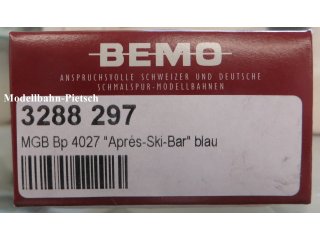 BEMO
ANSPRUCHSVOLLE SCHWEIZER UND DEUTSCHE
SCHMALSPUR-MODELLBAHNEN
Modellbahn-Pietsch
3288 297
MGB Bp 4027 "Après-Ski-Bar" blau